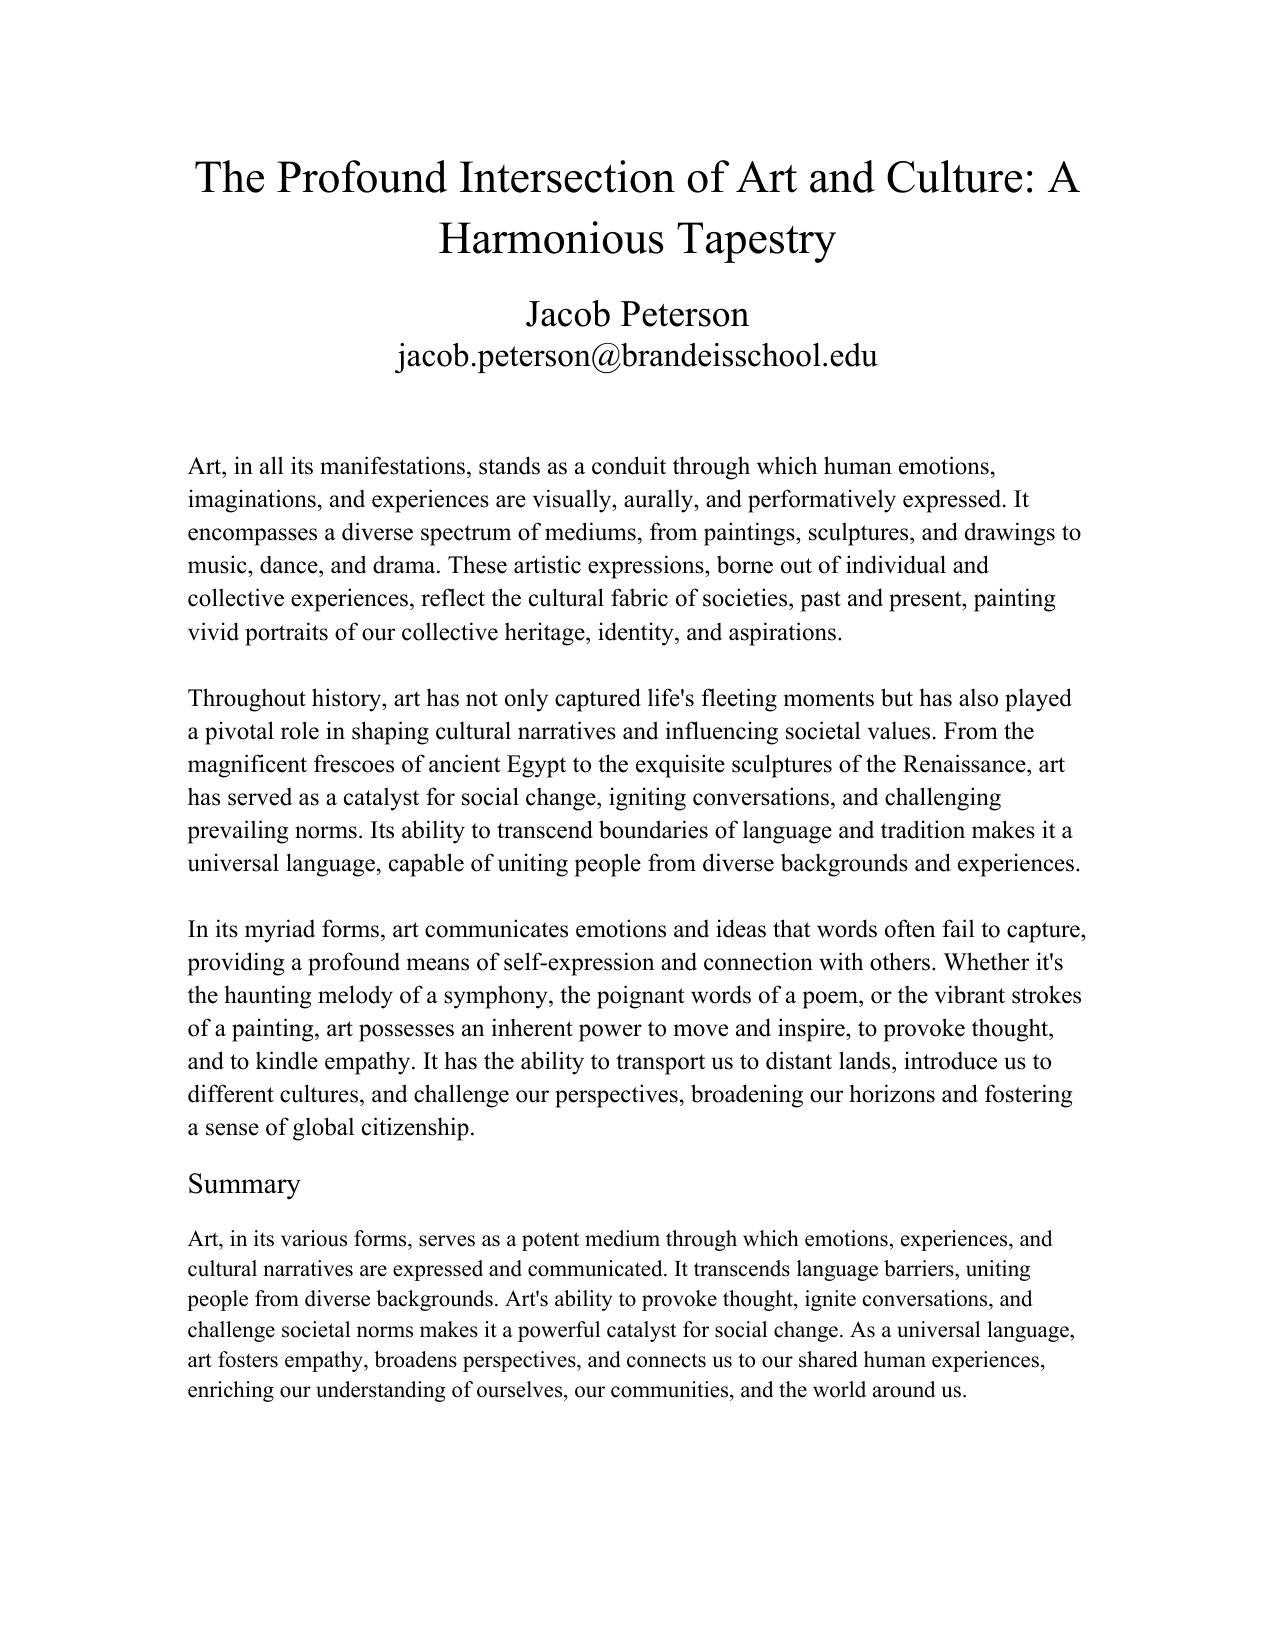 The Profound Intersection of Art and Culture: A
Harmonious Tapestry
Jacob Peterson
jacob.peterson@brandeisschool.edu
Art, in all its manifestations, stands as a conduit through which human emotions,
imaginations, and experiences are visually, aurally, and performatively expressed. It
encompasses a diverse spectrum of mediums, from paintings, sculptures, and drawings to
music, dance, and drama. These artistic expressions, borne out of individual and
collective experiences, reflect the cultural fabric of societies, past and present, painting
vivid portraits of our collective heritage, identity, and aspirations.
Throughout history, art has not only captured life's fleeting moments but has also played
a pivotal role in shaping cultural narratives and influencing societal values. From the
magnificent frescoes of ancient Egypt to the exquisite sculptures of the Renaissance, art
has served as a catalyst for social change, igniting conversations, and challenging
prevailing norms. Its ability to transcend boundaries of language and tradition makes it a
universal language, capable of uniting people from diverse backgrounds and experiences.
In its myriad forms, art communicates emotions and ideas that words often fail to capture,
providing a profound means of self-expression and connection with others. Whether it's
the haunting melody of a symphony, the poignant words of a poem, or the vibrant strokes
of a painting, art possesses an inherent power to move and inspire, to provoke thought,
and to kindle empathy. It has the ability to transport us to distant lands, introduce us to
different cultures, and challenge our perspectives, broadening our horizons and fostering
a sense of global citizenship.
Summary
Art, in its various forms, serves as a potent medium through which emotions, experiences, and
cultural narratives are expressed and communicated. It transcends language barriers, uniting
people from diverse backgrounds. Art's ability to provoke thought, ignite conversations, and
challenge societal norms makes it a powerful catalyst for social change. As a universal language,
art fosters empathy, broadens perspectives, and connects us to our shared human experiences,
enriching our understanding of ourselves, our communities, and the world around us.